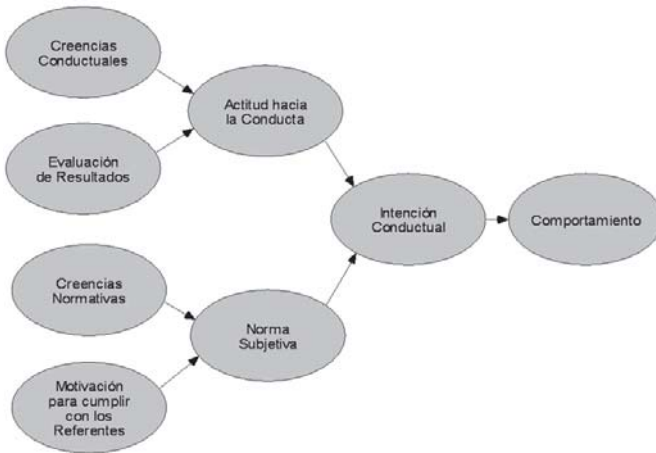 Creencias
Conductuales
Evaluación
de Resultados
Actitud hacia
la Conducta
Creencias
Normativas
Motivación
para cumplir
con los
Referentes
Norma
Subjetiva
Intención
Conductual
Comportamiento